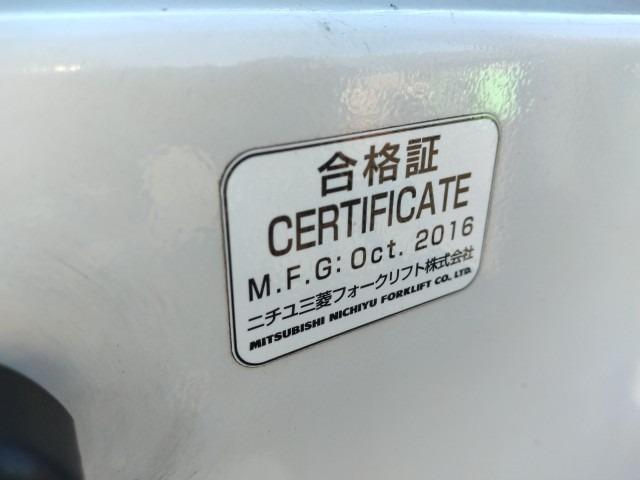 合格証
CERTIFICATE
M.F.G: Oct. 2016
ニチユ三菱フォークリフト株式会社
MITSUBISHI NICHIYU FORKLIFT CO. LTD.